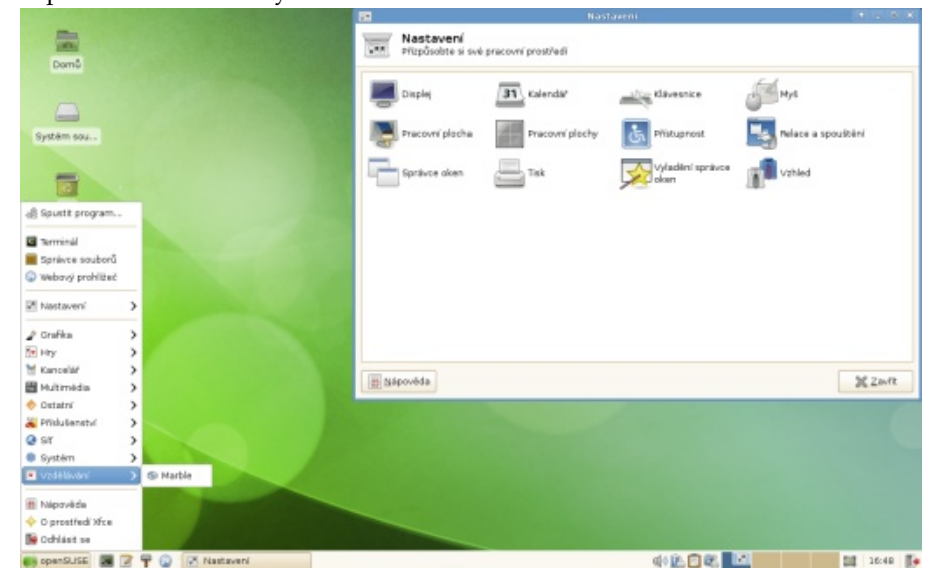 Nastavení
Nastavení
Přizpůsobte si své pracovní prostředí
Domů
Systém sou...
Displej
31 Kalendář
Klávesnice
Myš
Pracovní plocha
Pracovní plochy
Přístupnost
Relace a spouštění
Správce oken
Tisk
Vyladění správce
oken
Vzhled
Nápověda
Zavřít
Spustit program...
Terminál
Správce souborů
Webový prohlížeč
Nastavení
Grafika
Hry
Kancelář
Multimédia
Ostatní
Příslušenství
Síť
Systém
Vzdělávání
Marble
Nápověda
O prostředí Xfce
Odhlásit se
openSUSE
Nastavení
16:48